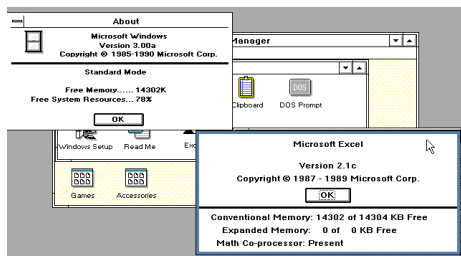 About
Microsoft Windows
Version 3.00a
Copyright © 1985-1990 Microsoft Corp.
Standard Mode
Free Memory...... 14302K
Free System Resources... 78%
OK
Manager
Clipboard
DOS
DOS Prompt
Windows Setup
Read Me
Exc
Games
Accessories
Microsoft Excel
Version 2.1c
Copyright © 1987 - 1989 Microsoft Corp.
OK
Conventional Memory: 14302 of 14304 KB Free
Expanded Memory: 0 of 0 KB Free
Math Co-processor: Present